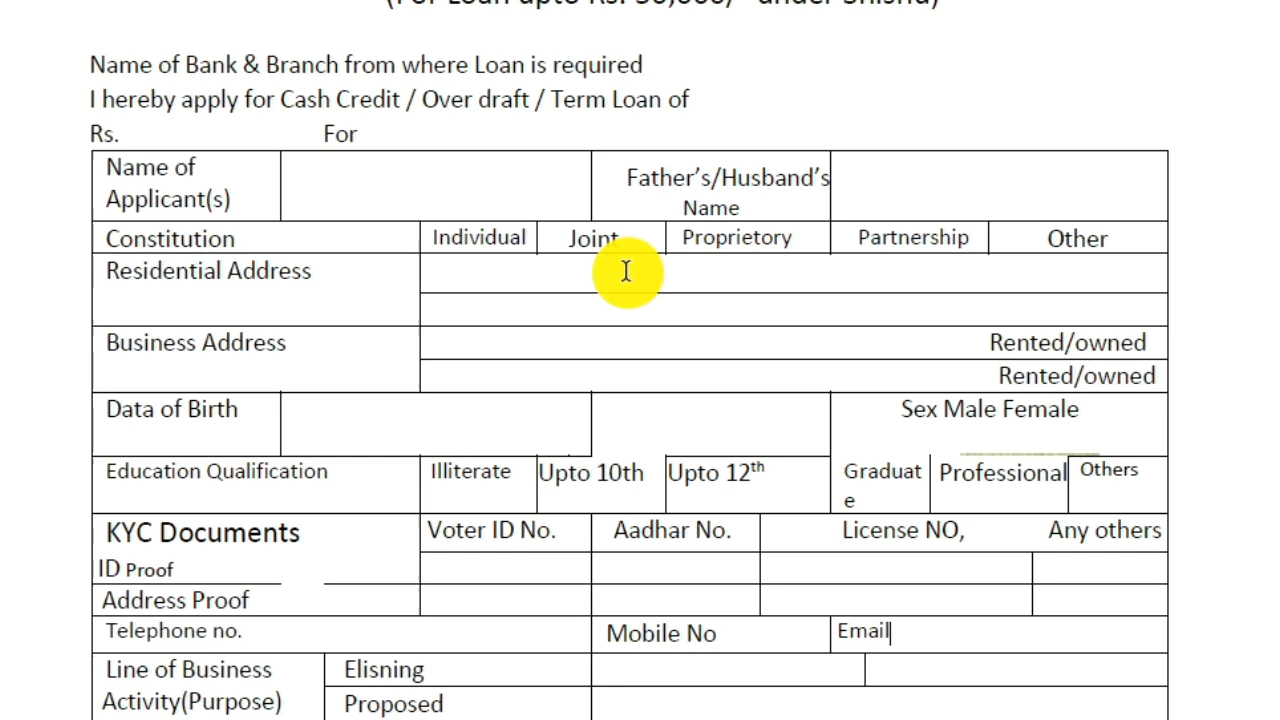 (For Loan upto Rs. 50,000/- under Shishu)
Name of Bank & Branch from where Loan is required
I hereby apply for Cash Credit / Over draft / Term Loan of
Rs. For
Name of Applicant(s) Father's/Husband's Name
Constitution Individual Joint Proprietory Partnership Other
Residential Address
Business Address Rented/owned
Rented/owned
Data of Birth Sex Male Female
Education Qualification Illiterate Upto 10th Upto 12th Graduate Professional Others
KYC Documents Voter ID No. Aadhar No. License NO, Any others
ID Proof
Address Proof
Telephone no. Mobile No Email
Line of Business Elisning
Activity(Purpose) Proposed